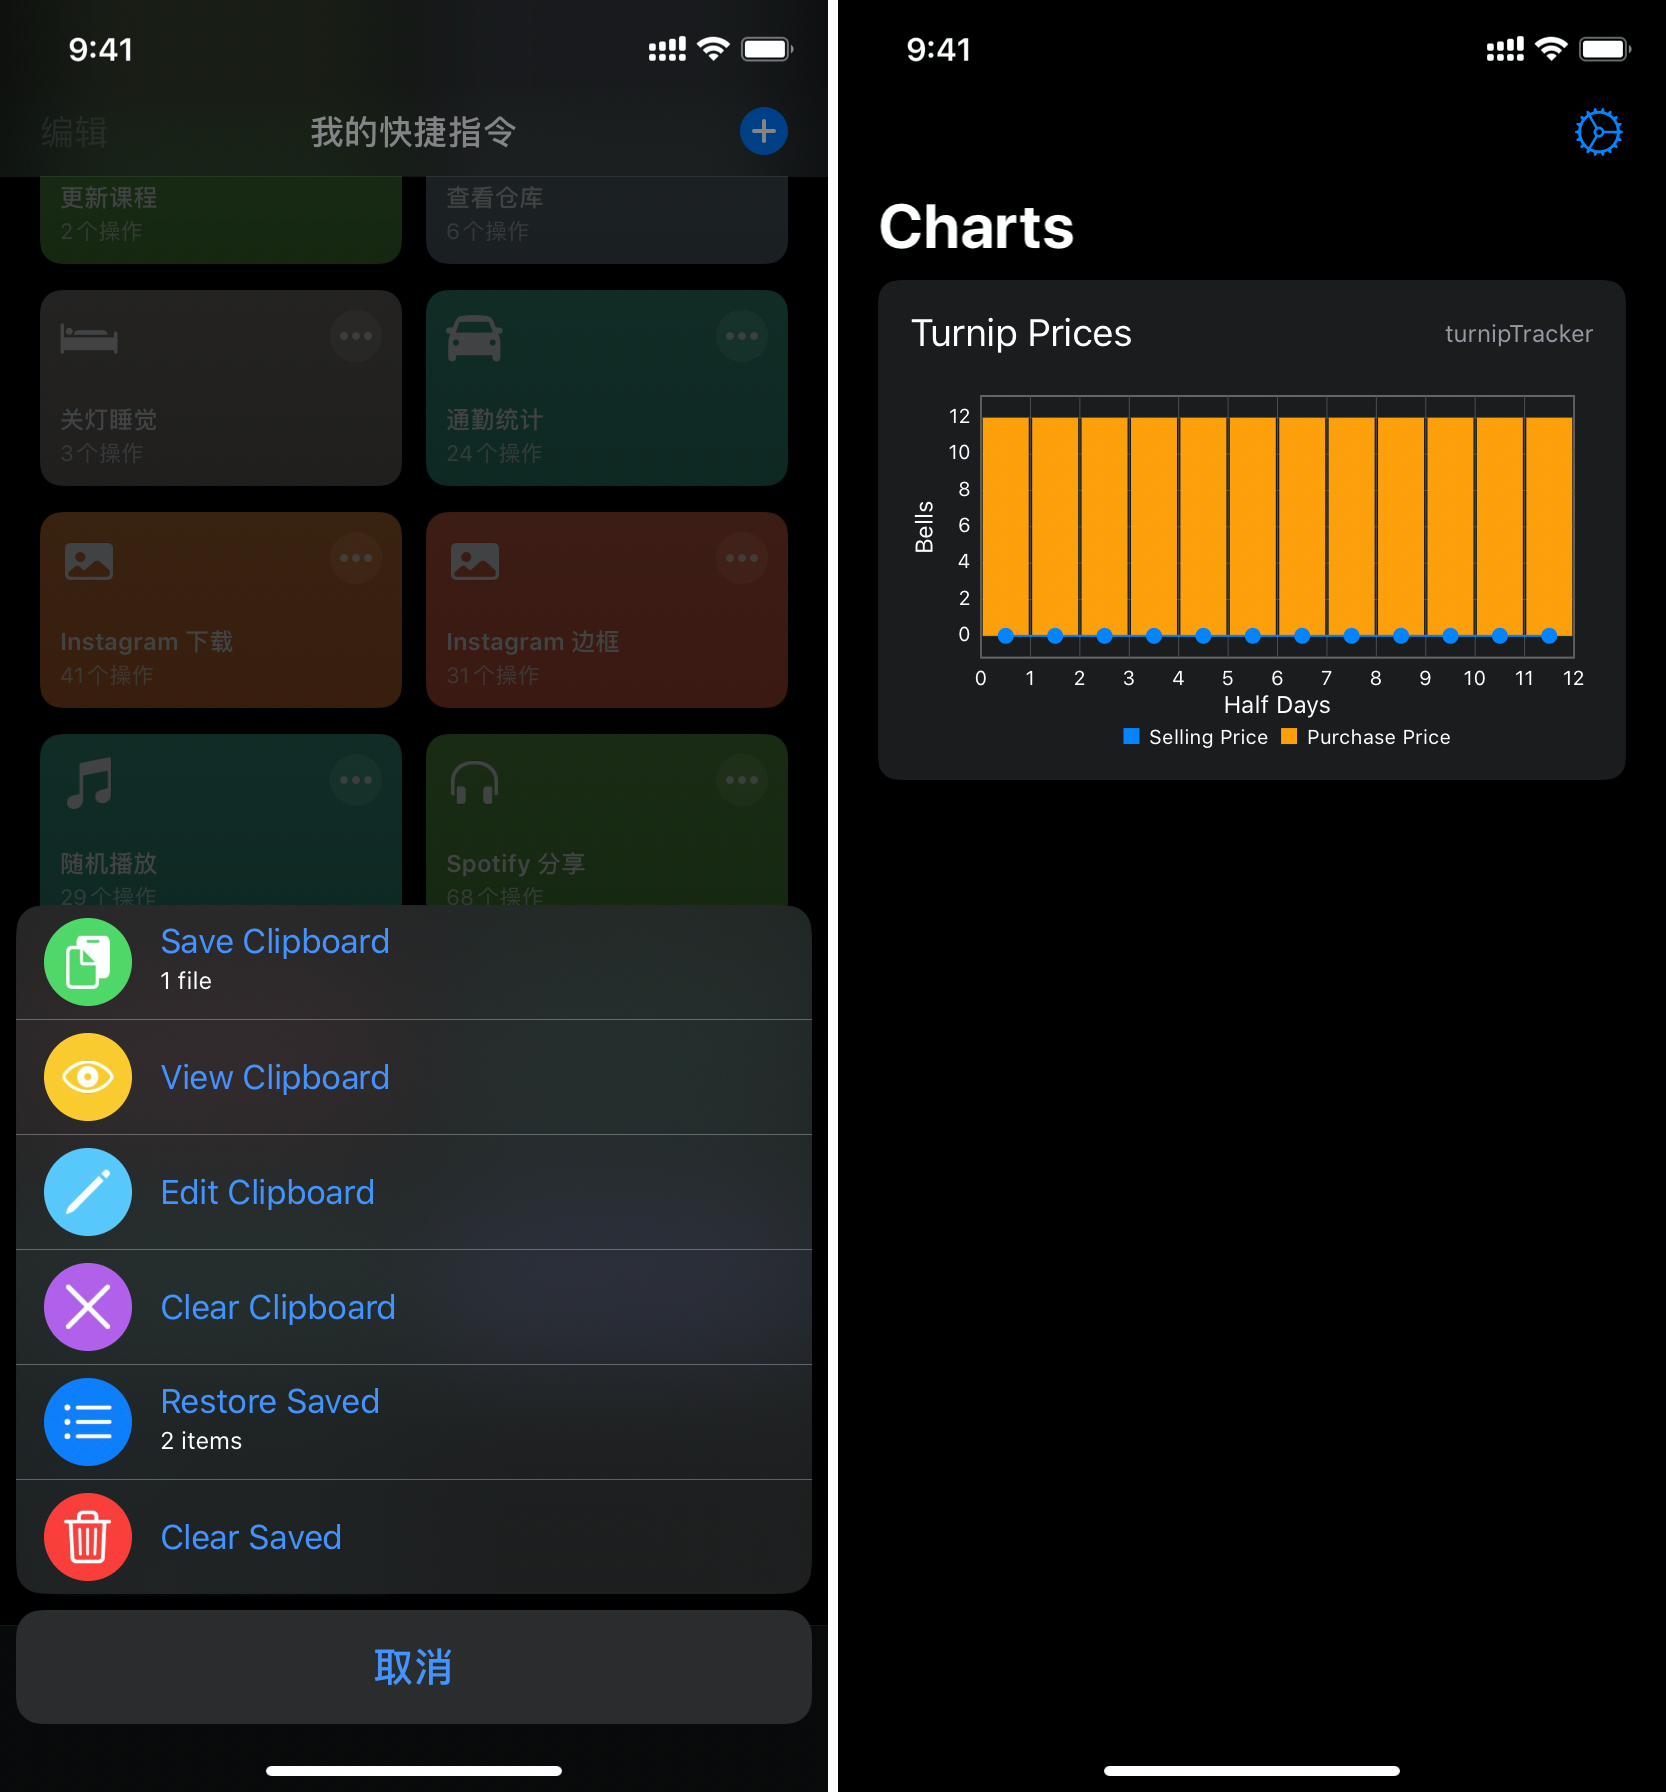 9:41
编辑
我的快捷指令
更新课程
2个操作
查看仓库
6个操作
关灯睡觉
3个操作
通勤统计
24个操作
Instagram 下载
41个操作
Instagram 边框
31个操作
随机播放
29个操作
Spotify 分享
68个操作
Save Clipboard
1 file
View Clipboard
Edit Clipboard
Clear Clipboard
Restore Saved
2 items
Clear Saved
取消
9:41
Charts
Turnip Prices
turnipTracker
12
10
8
6
4
2
0
Bells
0 1 2 3 4 5 6 7 8 9 10 11 12
Half Days
Selling Price Purchase Price